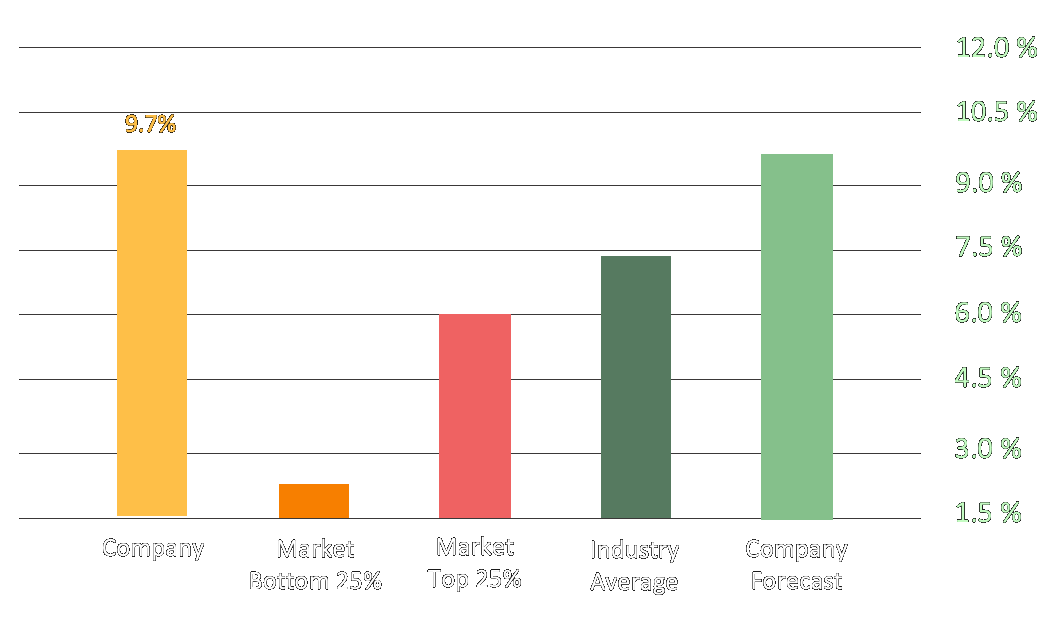 12.0 %
10.5 %
9.7%
9.0 %
7.5 %
6.0 %
4.5 %
3.0 %
1.5 %
Company
Market
Bottom 25%
Market
Top 25%
Industry
Average
Company
Forecast